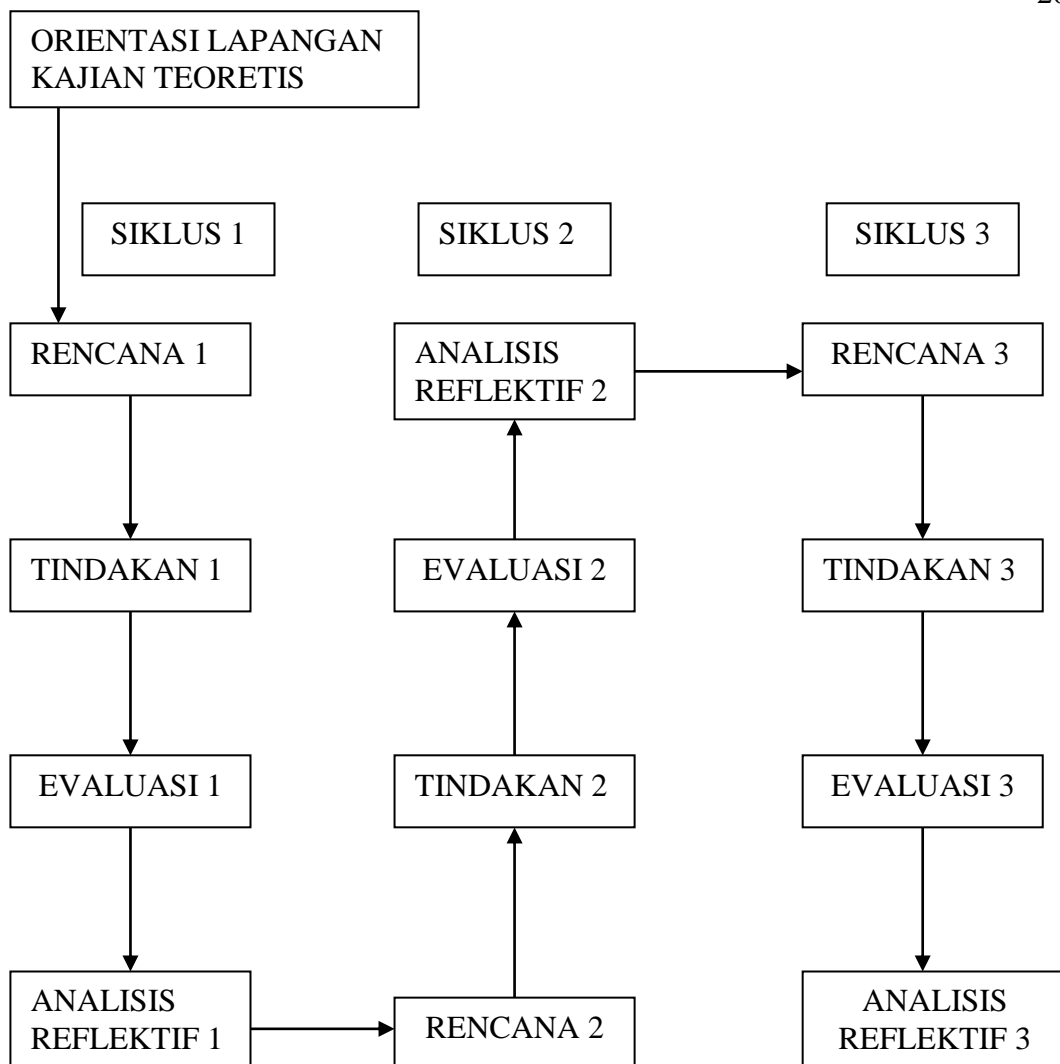 ORIENTASI LAPANGAN
KAJIAN TEORETIS
SIKLUS 1
SIKLUS 2
SIKLUS 3
RENCANA 1
ANALISIS
REFLEKTIF 2
RENCANA 3
TINDAKAN 1
EVALUASI 2
TINDAKAN 3
EVALUASI 1
TINDAKAN 2
EVALUASI 3
ANALISIS
REFLEKTIF 1
RENCANA 2
ANALISIS
REFLEKTIF 3